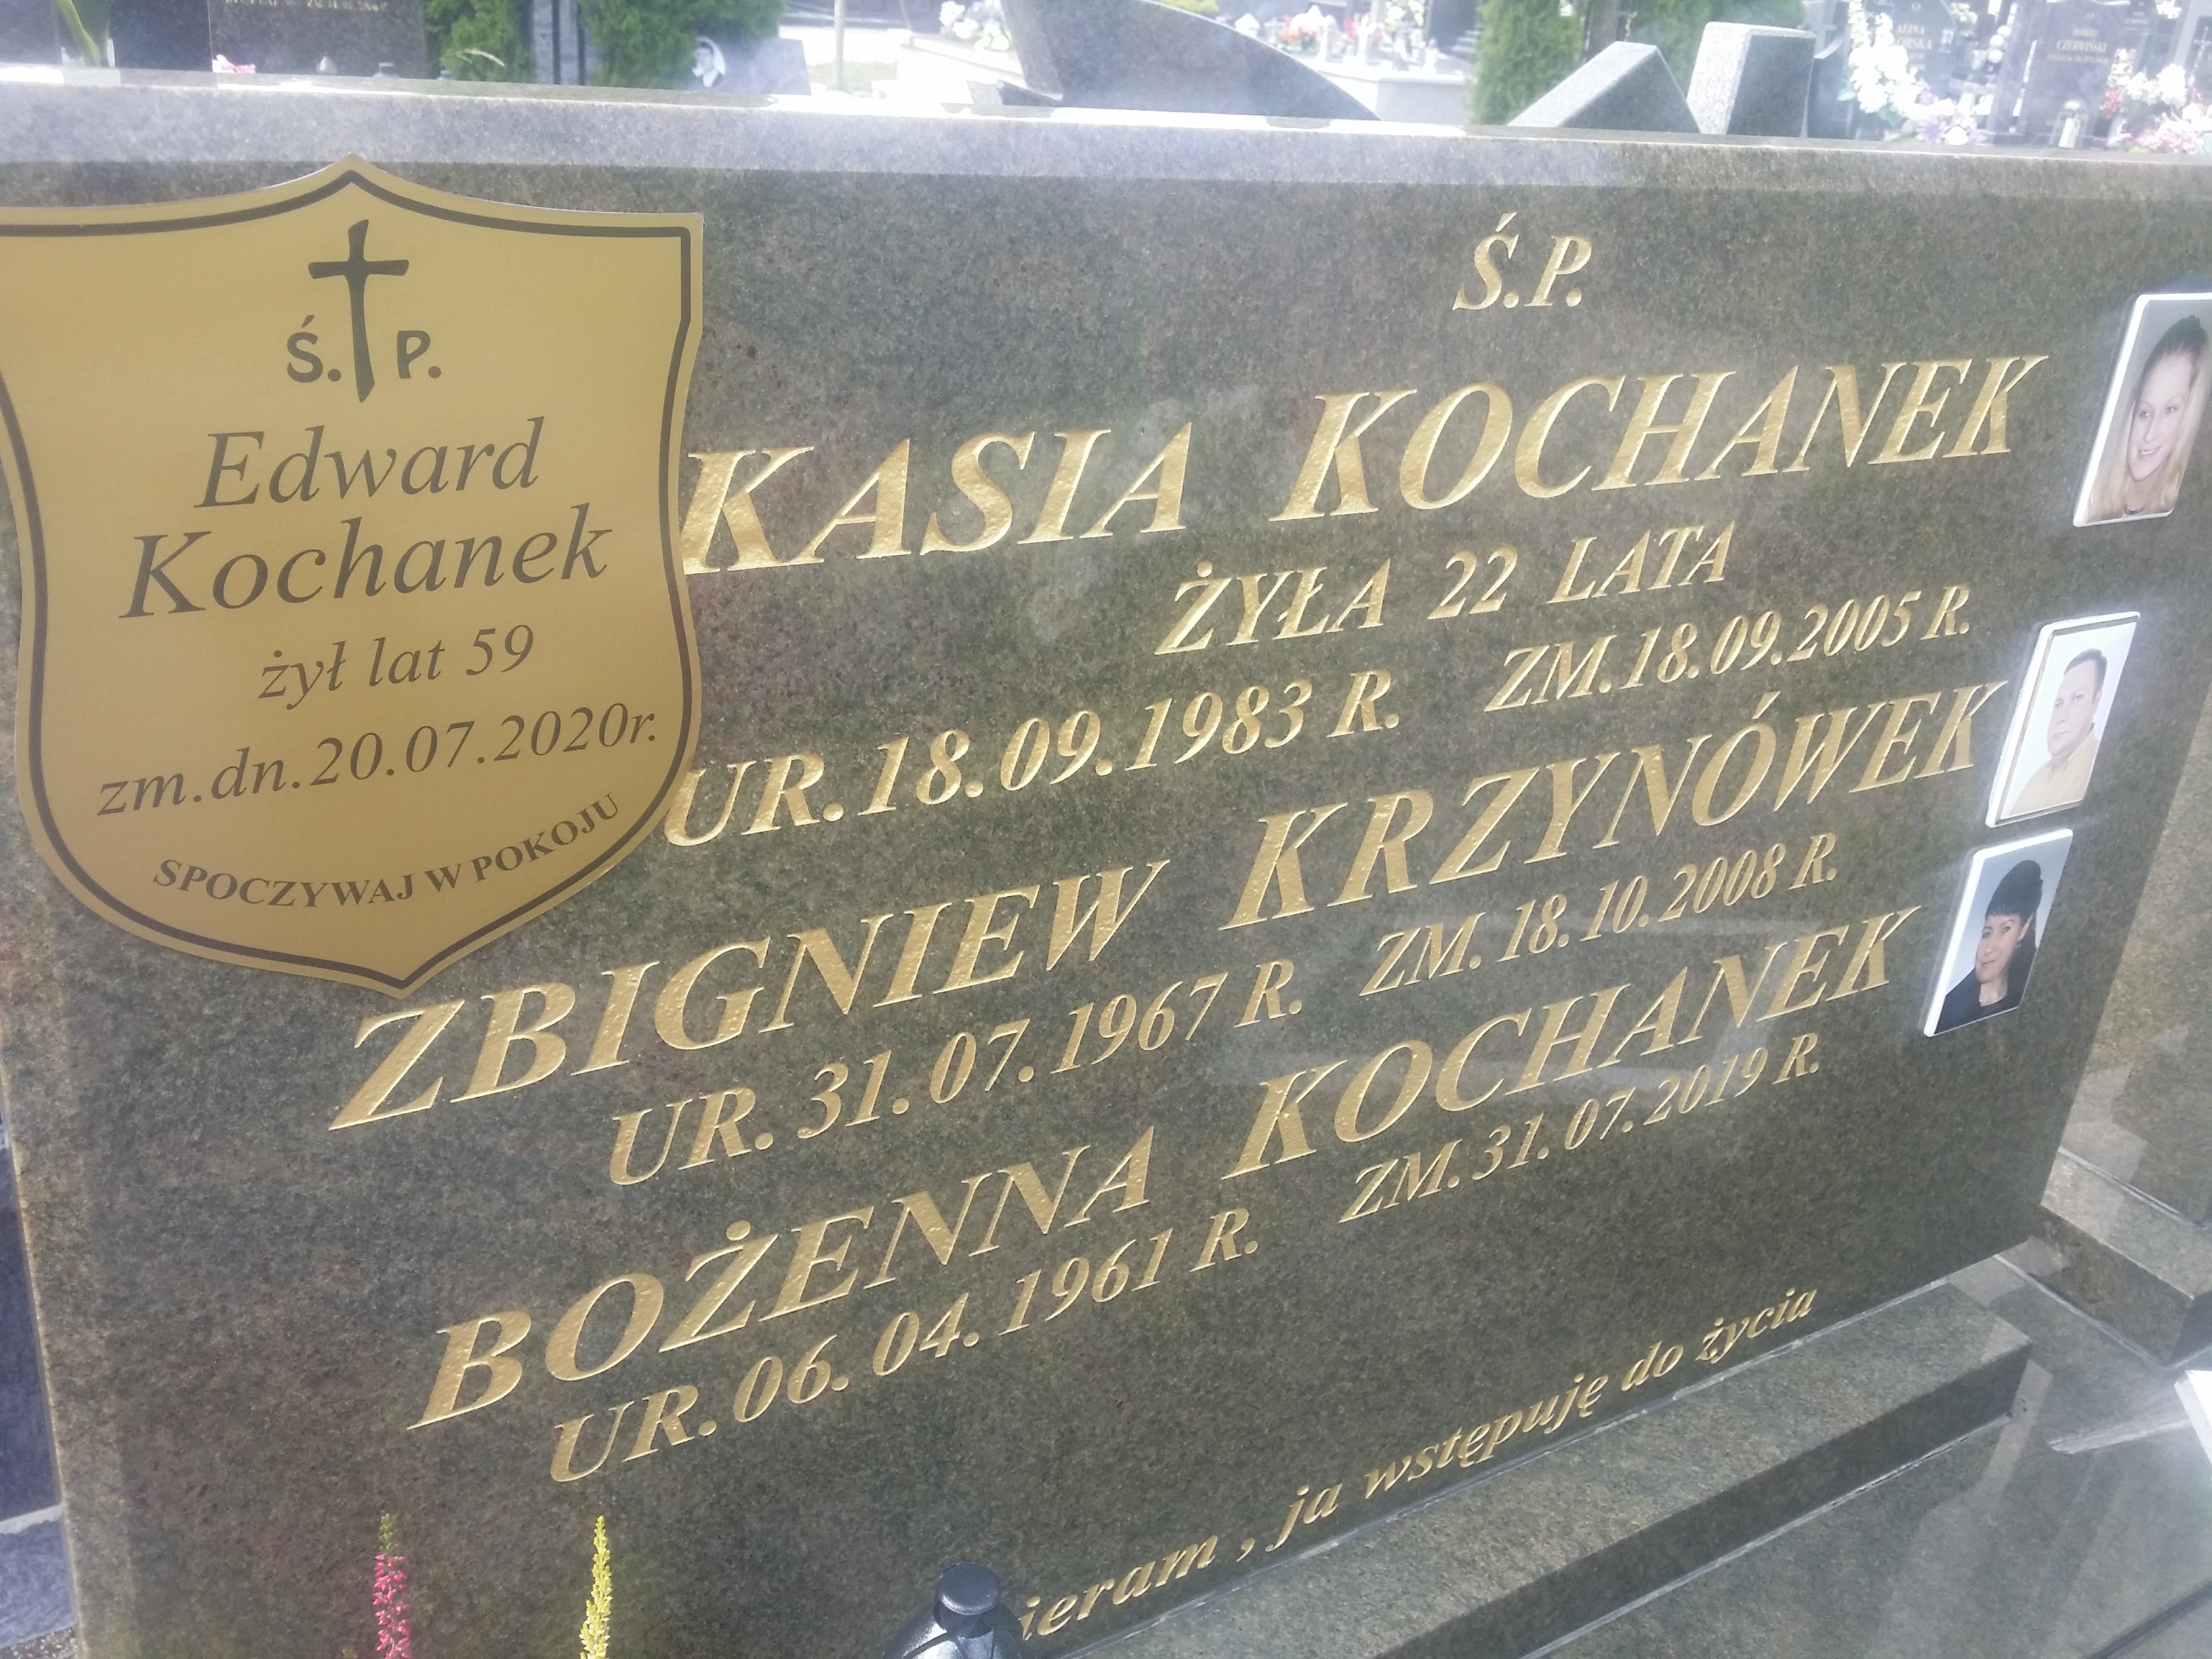 Ś. P.
Edward
Kochanek
żył lat 59
zm.dn.20.07.2020r.
SPOCZYWAJ W POKOJU
Ś.P.
KASIA KOCHANEK
ŻYŁA 22 LATA
UR.18.09.1983 R. ZM.18.09.2005 R.
ZBIGNIEW KRZYNÓWEK
UR. 31.07.1967 R. ZM. 18.10.2008 R.
BOŻENNA KOCHANEK
UR. 06.04.1961 R. ZM. 31.07.2019 R.
ieram , ja wstępuję do życia
CZERWIŃSKI